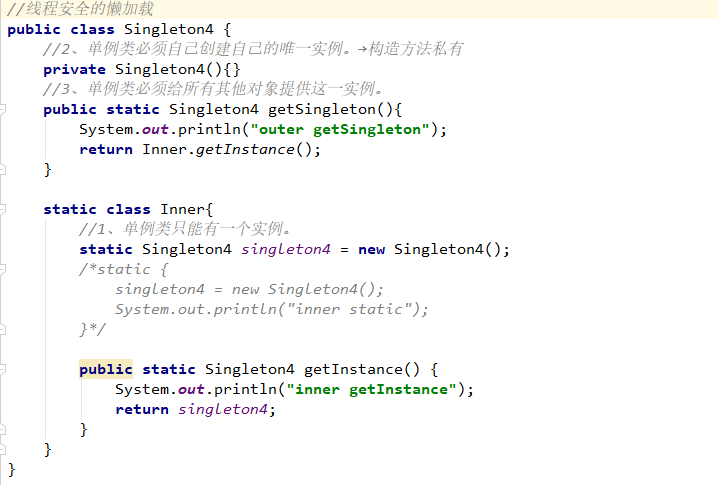 //线程安全的懒加载
public class Singleton4 {
    //2、单例类必须自己创建自己的唯一实例。→构造方法私有
    private Singleton4(){}
    //3、单例类必须给所有其他对象提供这一实例。
    public static Singleton4 getSingleton(){
        System.out.println("outer getSingleton");
        return Inner.getInstance();
    }
    static class Inner{
        //1、单例类只能有一个实例。
        static Singleton4 singleton4 = new Singleton4();
        /*static {
            singleton4 = new Singleton4();
            System.out.println("inner static");
        }*/
        public static Singleton4 getInstance() {
            System.out.println("inner getInstance");
            return singleton4;
        }
    }
}